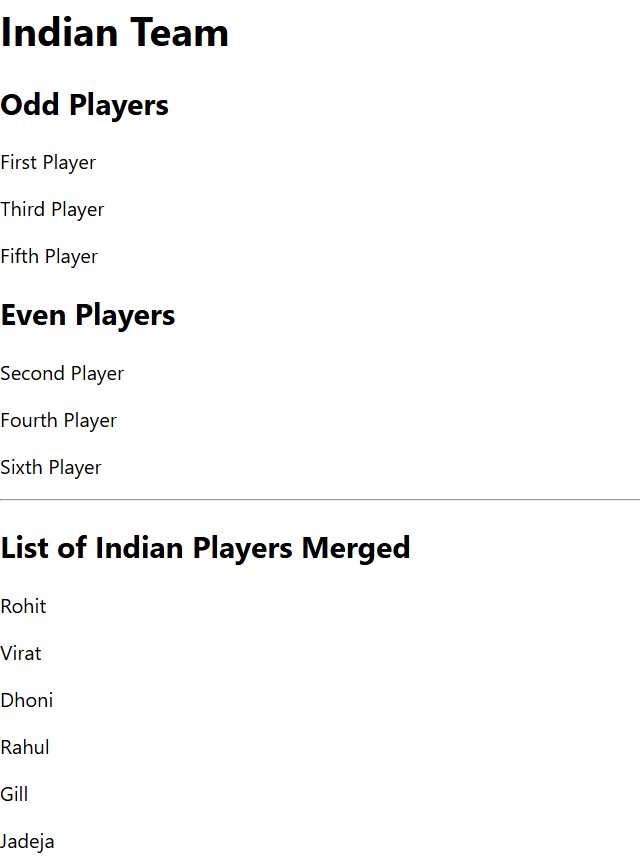 Indian Team
Odd Players
First Player
Third Player
Fifth Player
Even Players
Second Player
Fourth Player
Sixth Player
List of Indian Players Merged
Rohit
Virat
Dhoni
Rahul
Gill
Jadeja